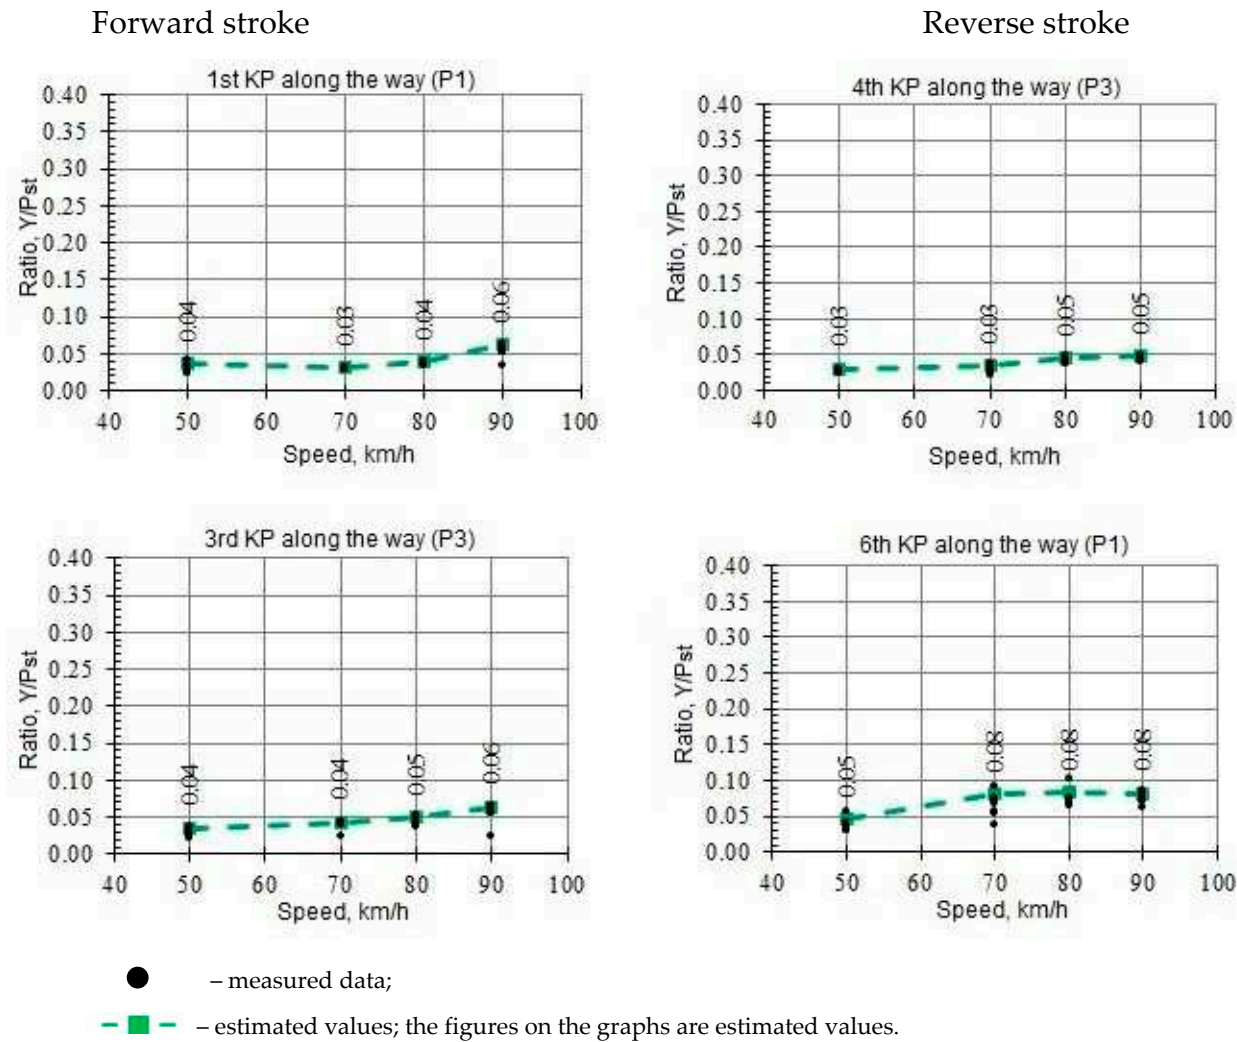 Forward stroke
Reverse stroke
1st KP along the way (P1)
0.40
0.35
0.30
0.25
0.20
0.15
0.10
0.05
0.00
Ratio, Y/Pst
0.04
0.03
0.04
0.06
40 50 60 70 80 90 100
Speed, km/h
4th KP along the way (P3)
0.40
0.35
0.30
0.25
0.20
0.15
0.10
0.05
0.00
Ratio, Y/Pst
0.03
0.03
0.05
0.05
40 50 60 70 80 90 100
Speed, km/h
3rd KP along the way (P3)
0.40
0.35
0.30
0.25
0.20
0.15
0.10
0.05
0.00
Ratio, Y/Pst
0.04
0.04
0.05
0.06
40 50 60 70 80 90 100
Speed, km/h
6th KP along the way (P1)
0.40
0.35
0.30
0.25
0.20
0.15
0.10
0.05
0.00
Ratio, Y/Pst
0.05
0.08
0.08
0.08
40 50 60 70 80 90 100
Speed, km/h
– measured data;
– estimated values; the figures on the graphs are estimated values.